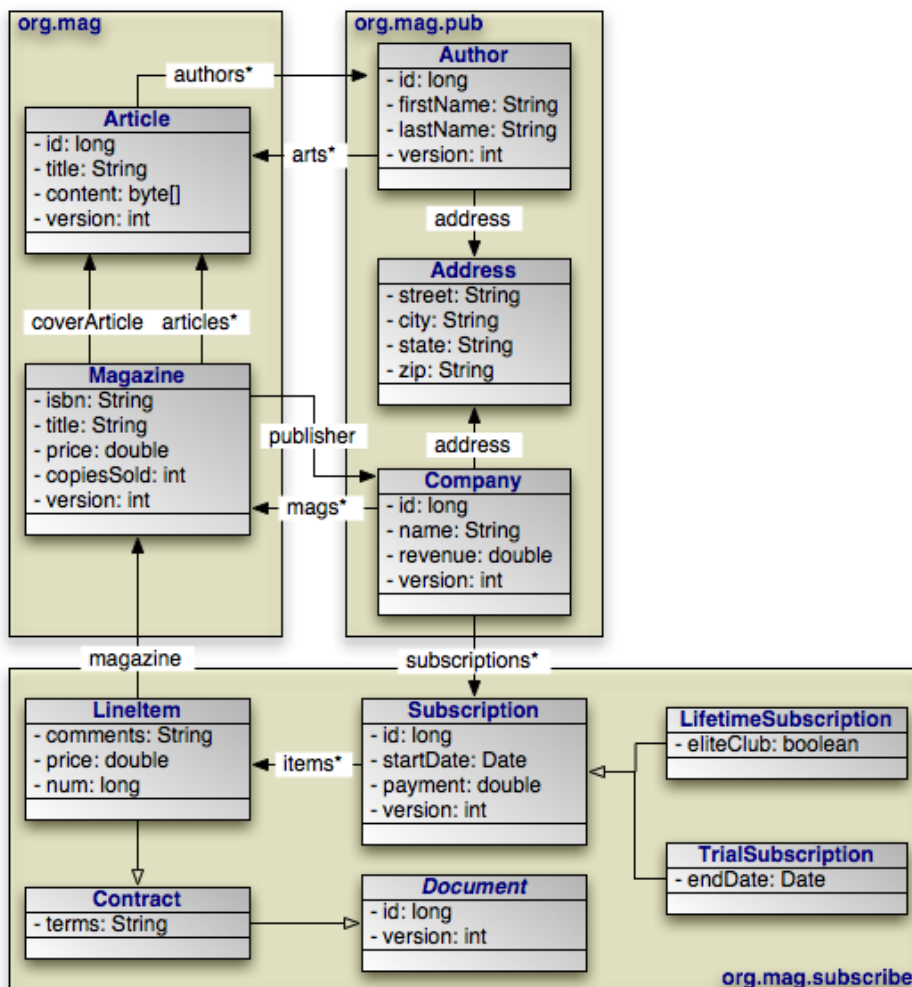 org.mag
org.mag.pub
authors*
Author
- id: long
- firstName: String
- lastName: String
- version: int
Article
- id: long
- title: String
- content: byte[]
- version: int
arts*
address
Address
- street: String
- city: String
- state: String
- zip: String
coverArticle
articles*
Magazine
- isbn: String
- title: String
- price: double
- copiesSold: int
- version: int
publisher
address
Company
- id: long
- name: String
- revenue: double
- version: int
mags*
magazine
subscriptions*
LineItem
- comments: String
- price: double
- num: long
items*
Subscription
- id: long
- startDate: Date
- payment: double
- version: int
LifetimeSubscription
- eliteClub: boolean
TrialSubscription
- endDate: Date
Contract
- terms: String
Document
- id: long
- version: int
org.mag.subscribe